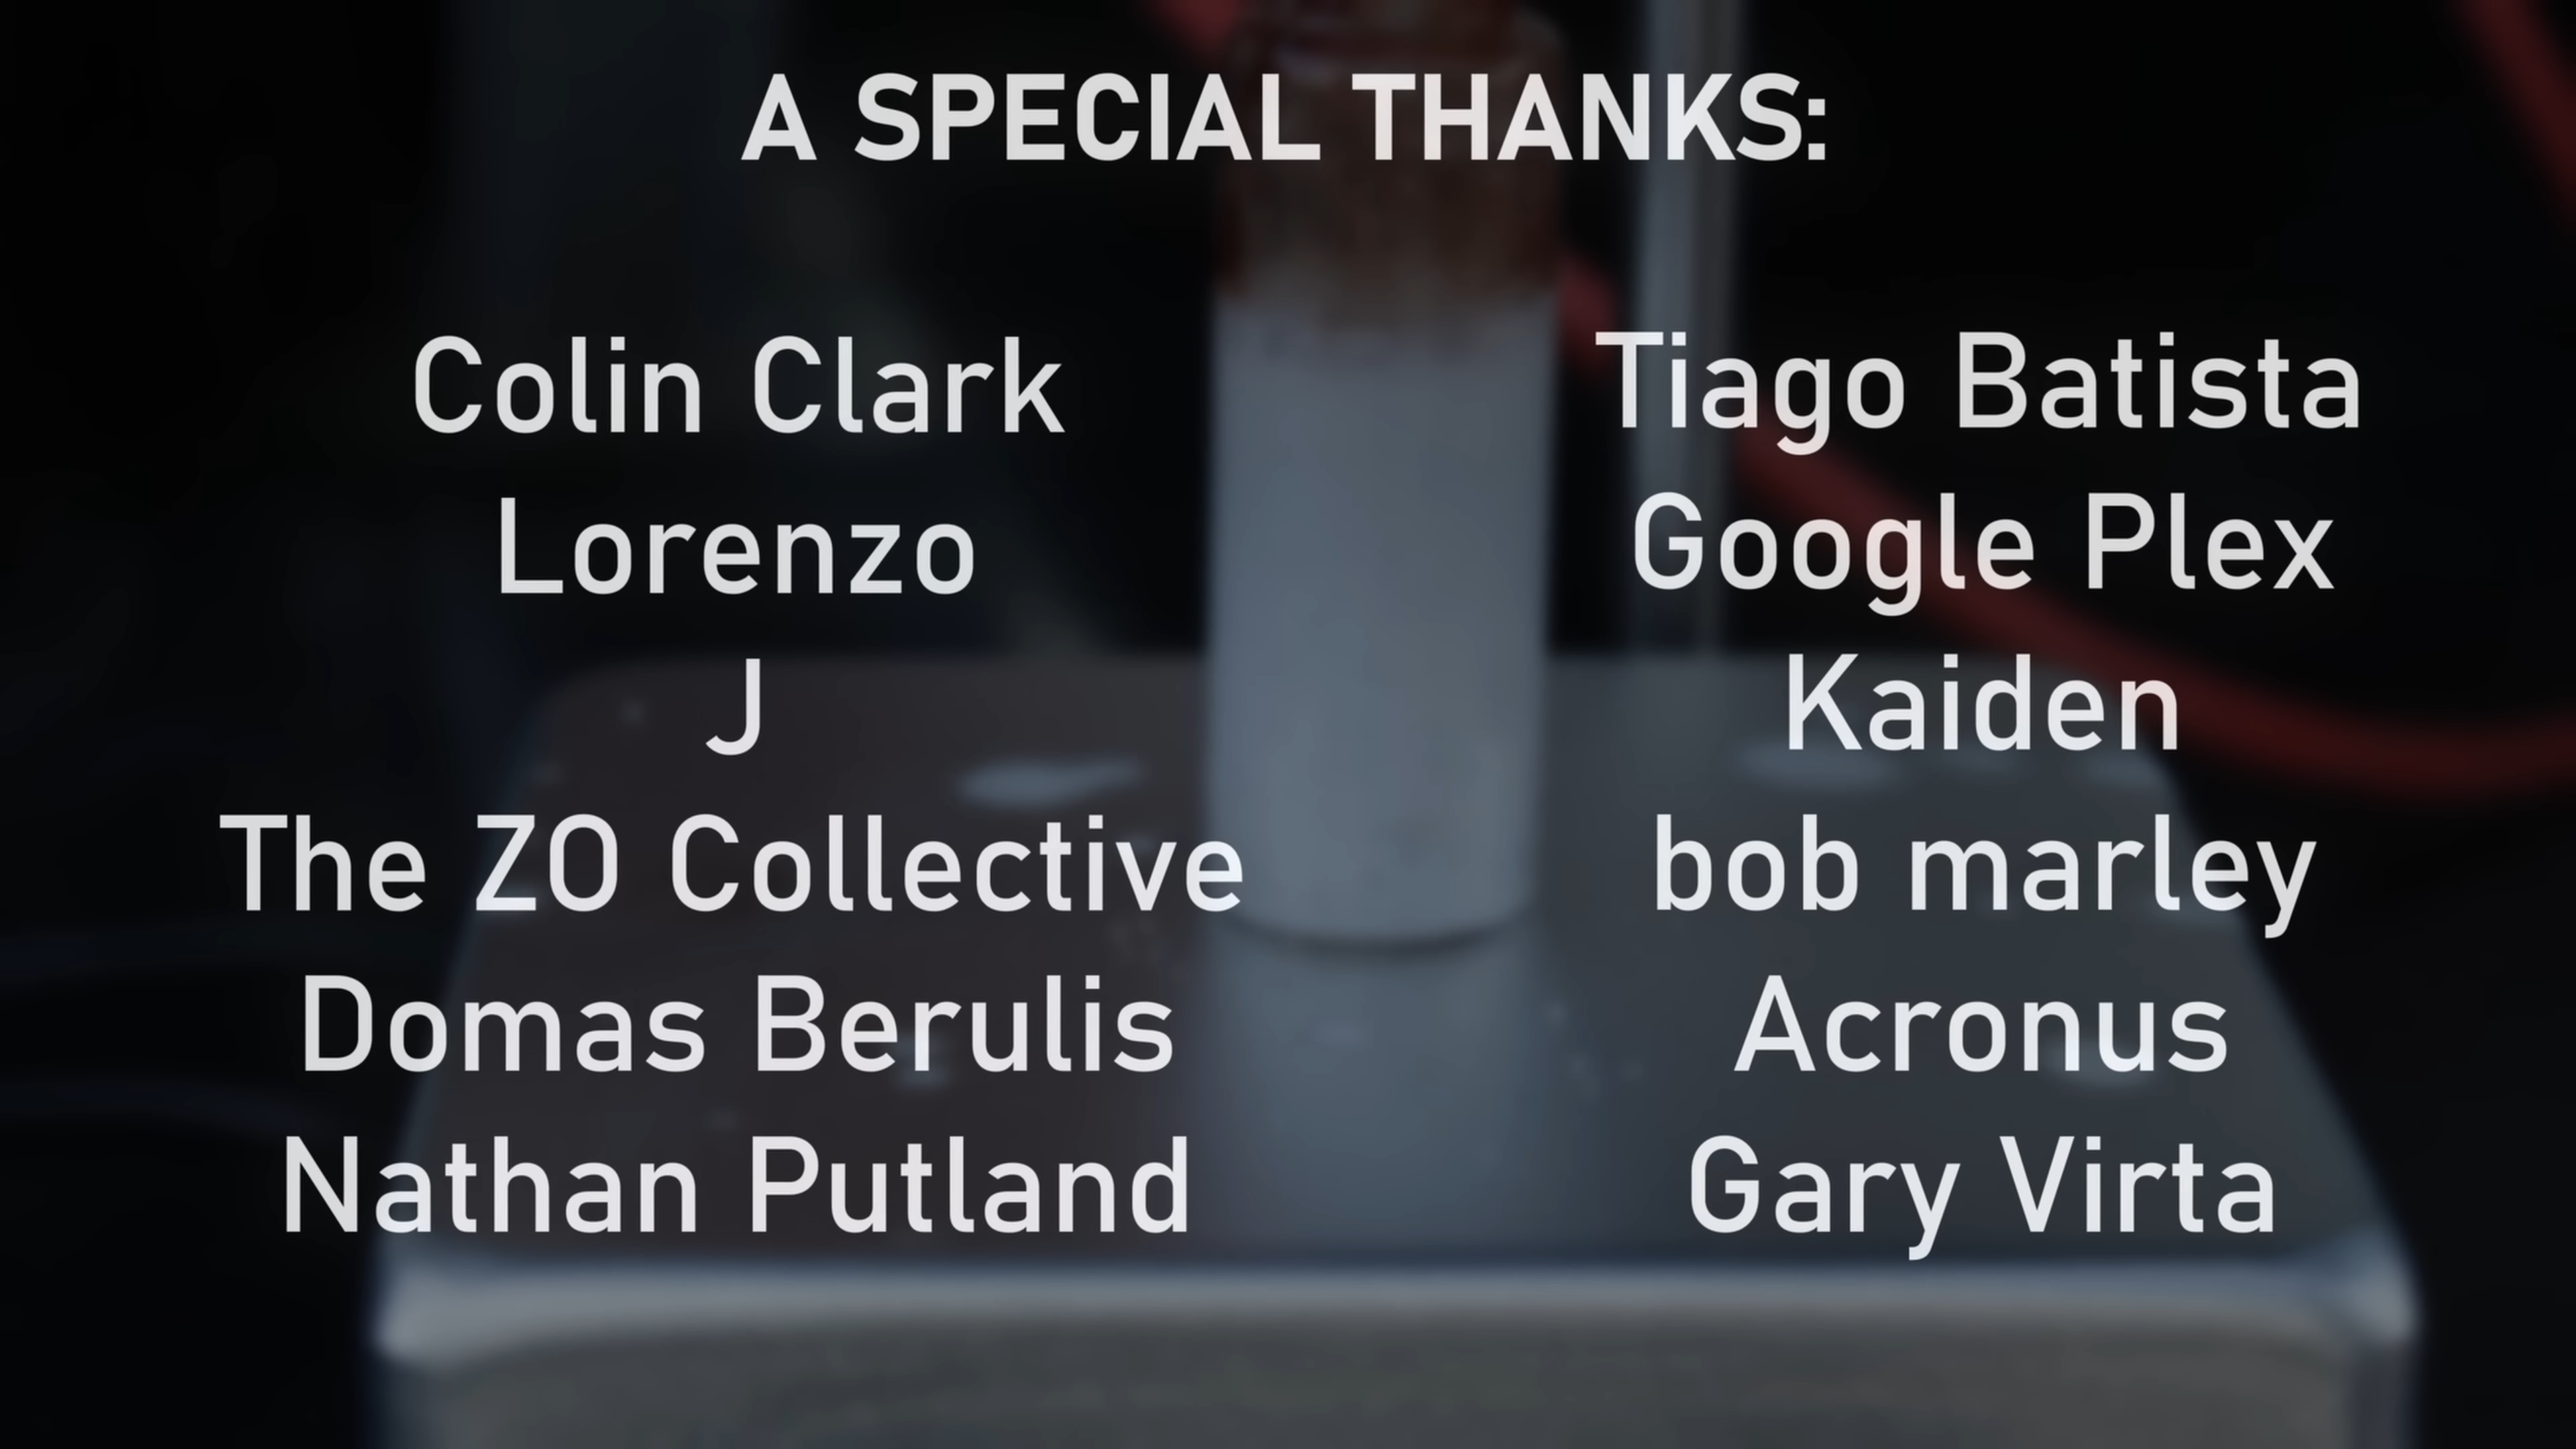 A SPECIAL THANKS:
Colin Clark
Lorenzo
J
The ZO Collective
Domas Berulis
Nathan Putland
Tiago Batista
Google Plex
Kaiden
bob marley
Acronus
Gary Virta